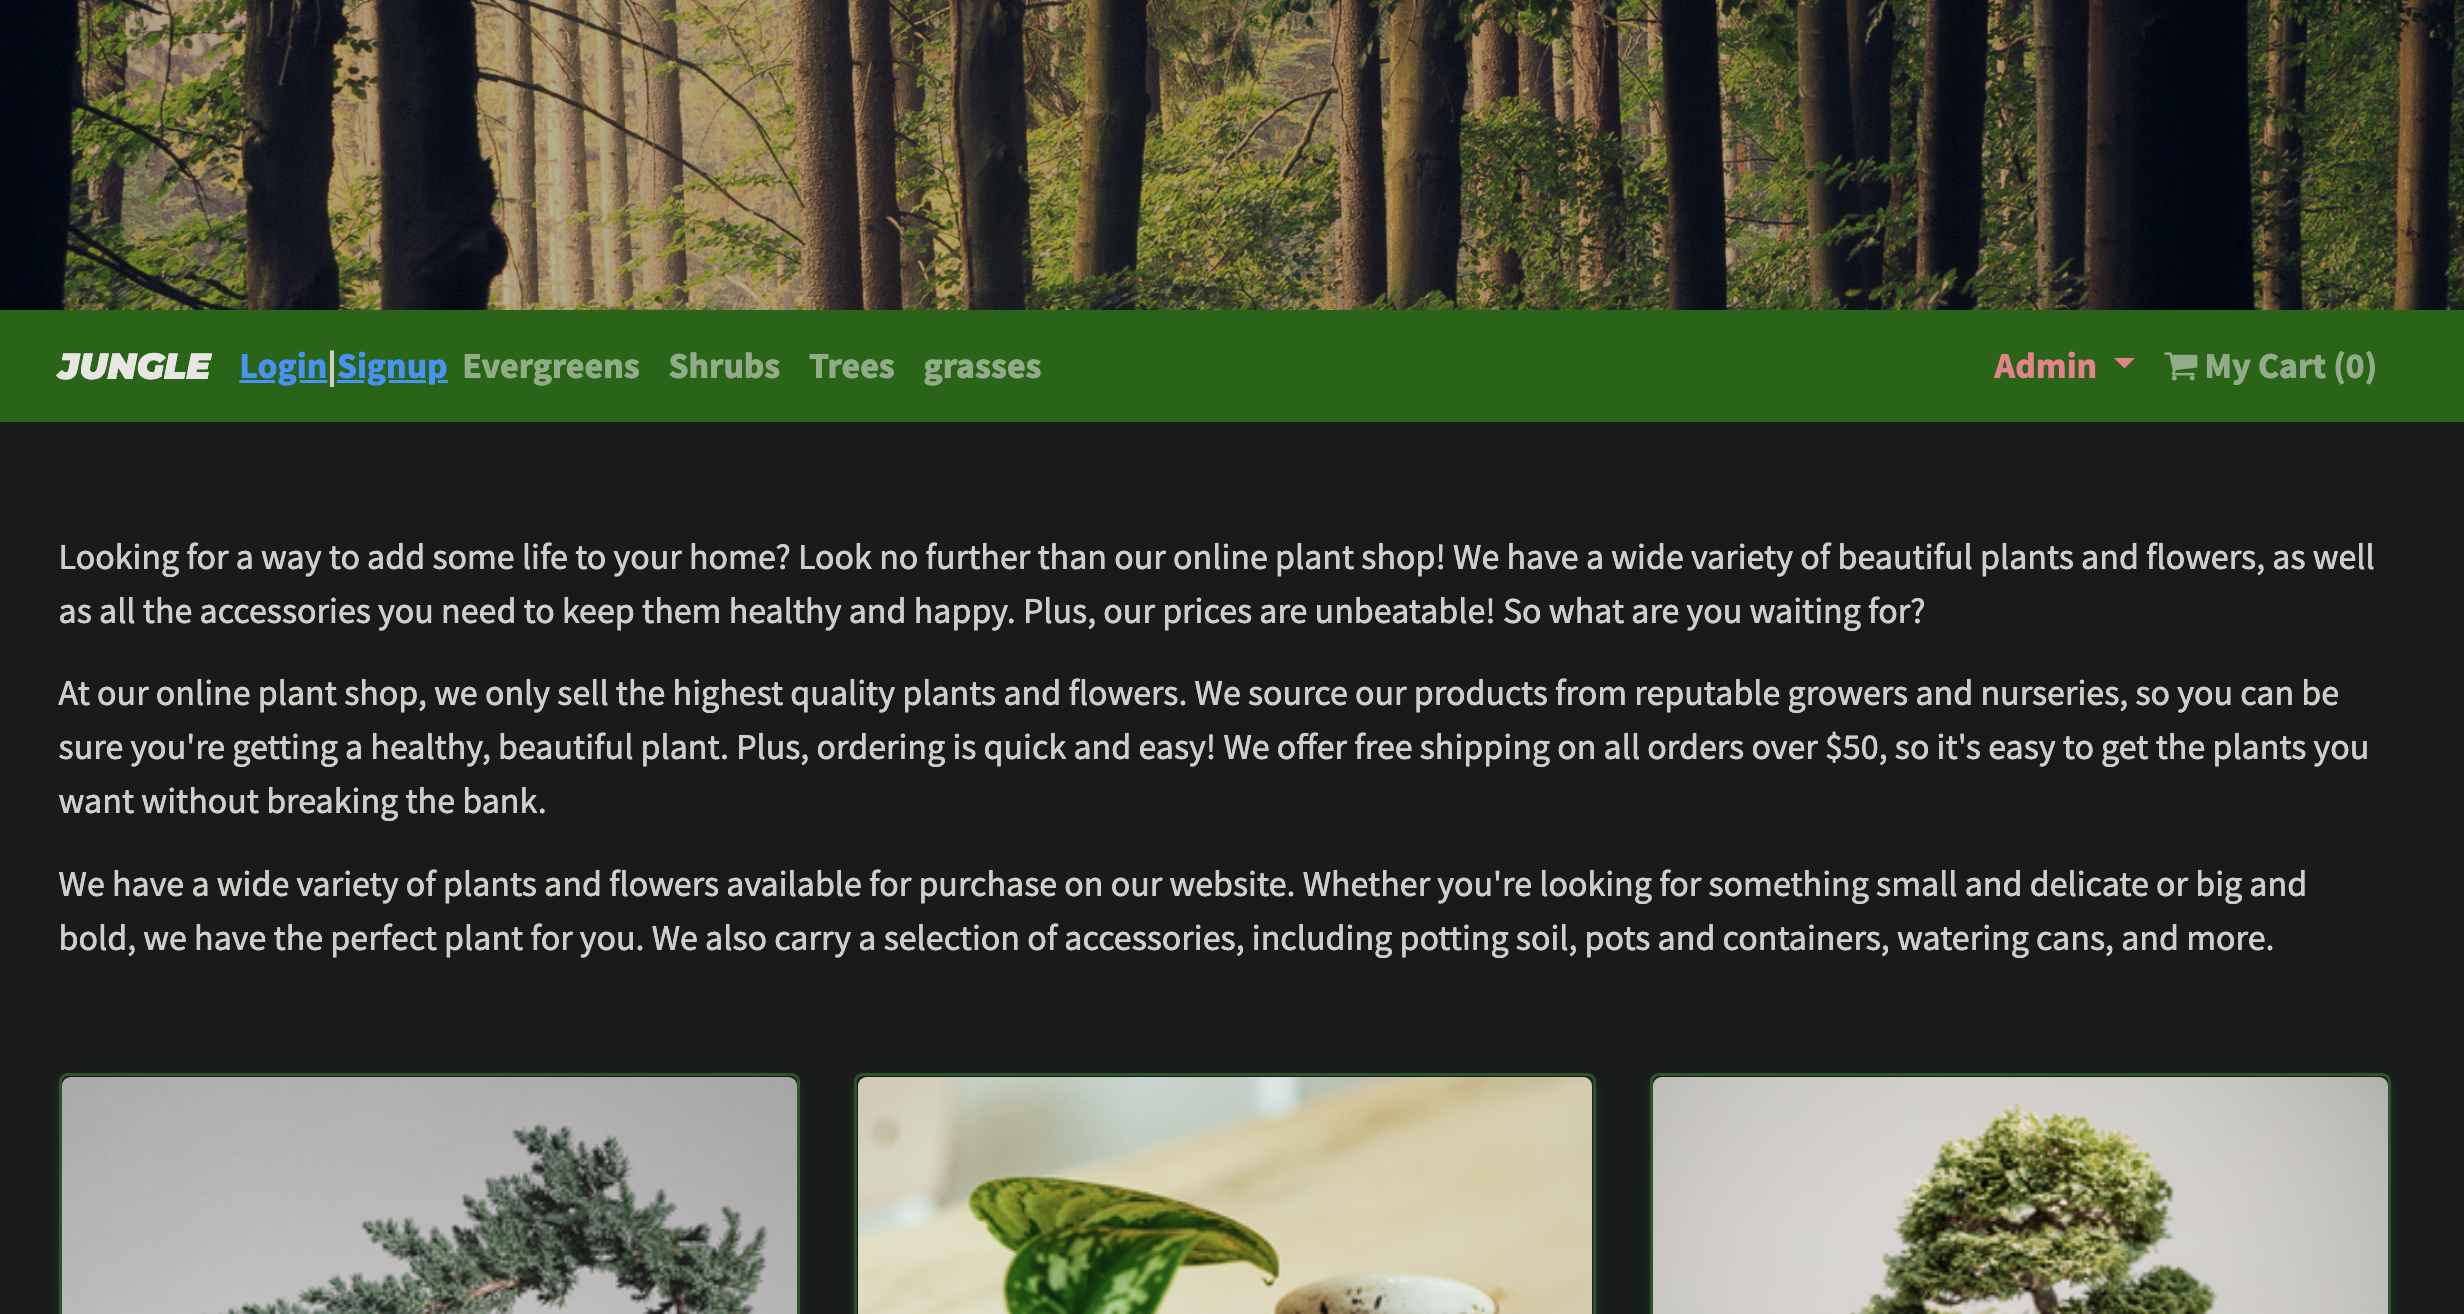 JUNGLE Login|Signup Evergreens Shrubs Trees grasses Admin My Cart (0)
Looking for a way to add some life to your home? Look no further than our online plant shop! We have a wide variety of beautiful plants and flowers, as well
as all the accessories you need to keep them healthy and happy. Plus, our prices are unbeatable! So what are you waiting for?
At our online plant shop, we only sell the highest quality plants and flowers. We source our products from reputable growers and nurseries, so you can be
sure you're getting a healthy, beautiful plant. Plus, ordering is quick and easy! We offer free shipping on all orders over $50, so it's easy to get the plants you
want without breaking the bank.
We have a wide variety of plants and flowers available for purchase on our website. Whether you're looking for something small and delicate or big and
bold, we have the perfect plant for you. We also carry a selection of accessories, including potting soil, pots and containers, watering cans, and more.